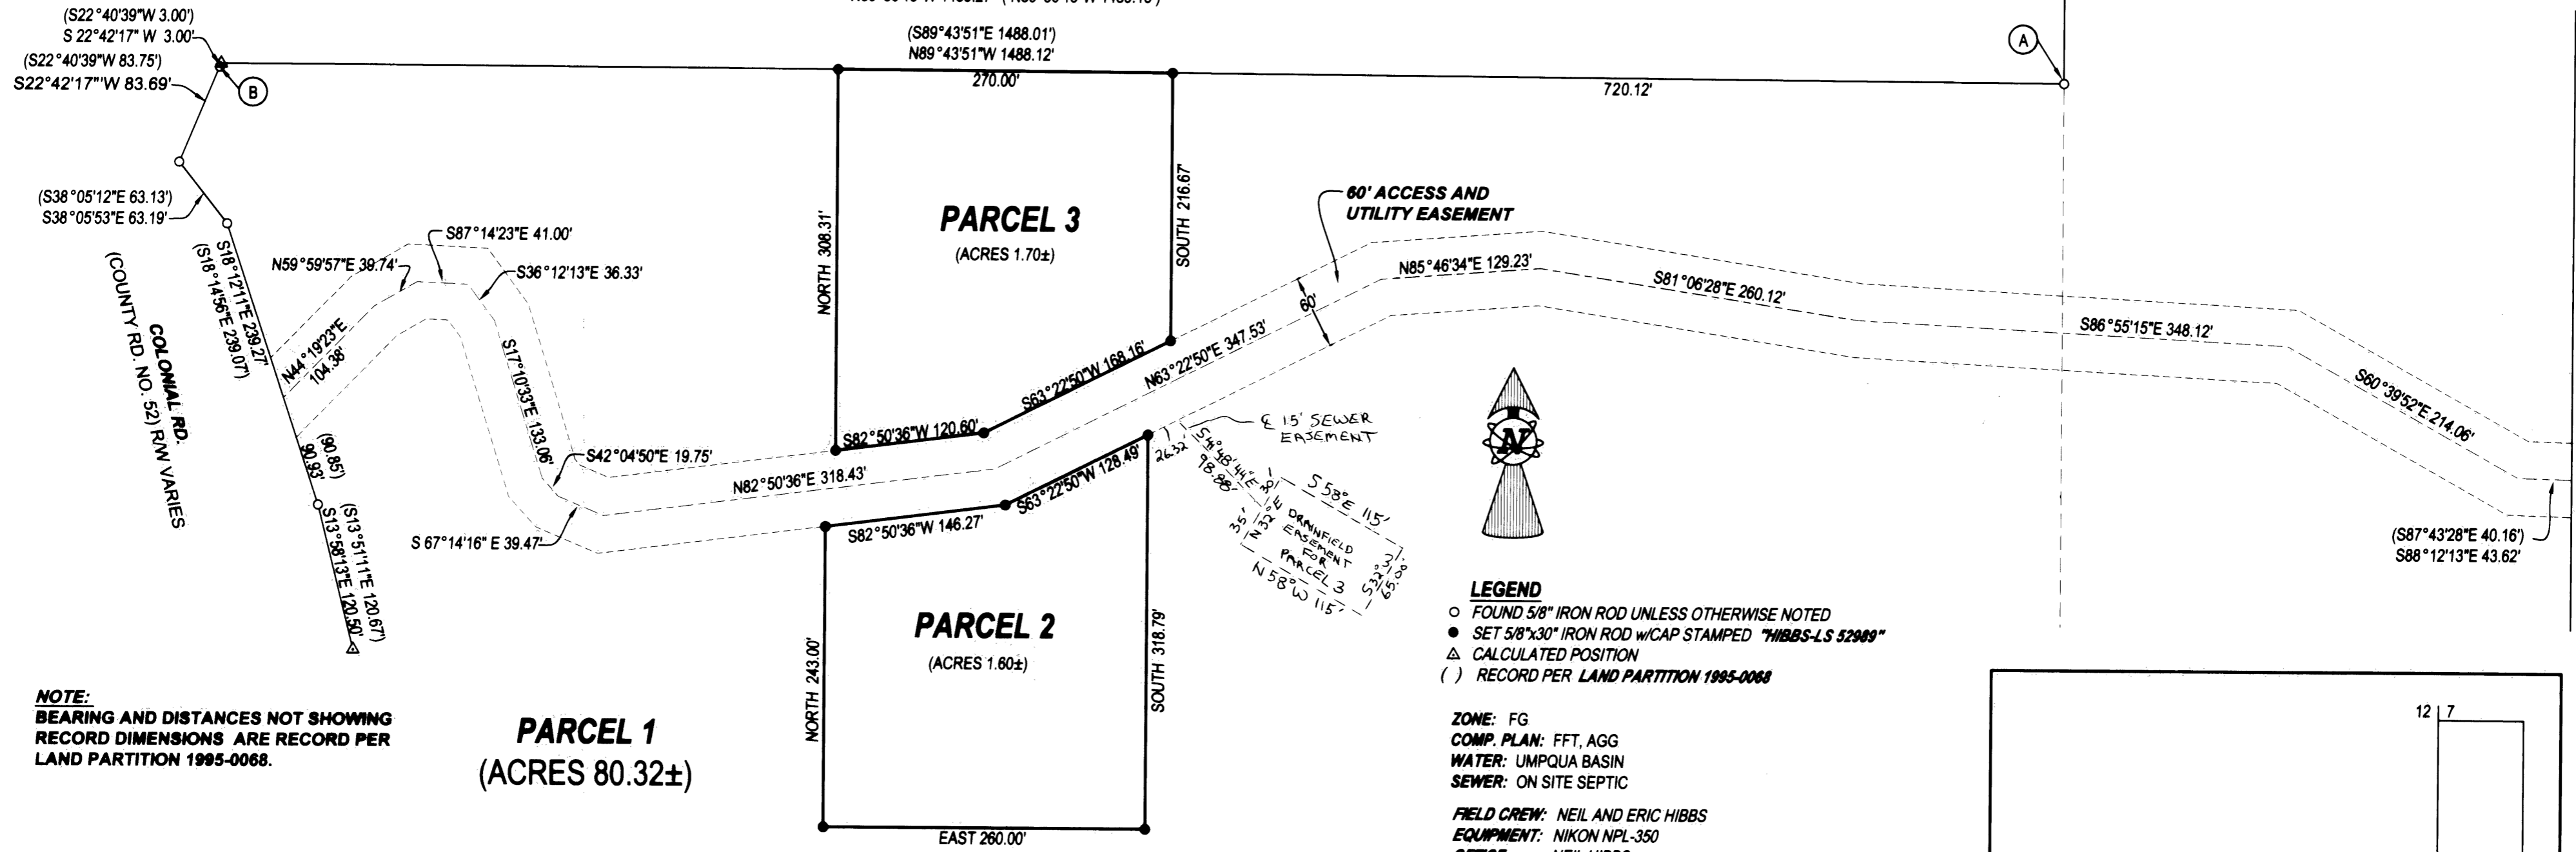 (S22°40'39"W 3.00')
S 22°42'17" W 3.00'
(S22°40'39"W 83.75')
S22°42'17"'W 83.69'
B
(S89°43'51"E 1488.01')
N89°43'51"W 1488.12'
270.00'
720.12'
A
(S38°05'12"E 63.13')
S38°05'53"E 63.19'
S18°12'11"E 239.27'
(S18°14'56"E 239.07')
COLONIAL RD.
(COUNTY RD. NO. 52) R/W VARIES
(90.85')
90.93'
(S13°51'11"E 120.67')
S13°58'13"E 120.50'
N44°19'23"E
104.38'
N59°59'57"E 39.74'
S87°14'23"E 41.00'
S36°12'13"E 36.33'
S17°10'33"E 133.06'
S42°04'50"E 19.75'
S 67°14'16" E 39.47'
N82°50'36"E 318.43'
NORTH 308.31'
PARCEL 3
(ACRES 1.70±)
SOUTH 216.67'
S82°50'36"W 120.60'
S63°22'50"W 168.16'
N63°22'50"E 347.53'
60'
60' ACCESS AND
UTILITY EASEMENT
N85°46'34"E 129.23'
S81°06'28"E 260.12'
S86°55'15"E 348.12'
S60°39'52"E 214.06'
(S87°43'28"E 40.16')
S88°12'13"E 43.62'
S82°50'36"W 146.27'
S63°22'50"W 128.49'
26.32'
℄ 15' SEWER
EASEMENT
S41°48'44"E
98.88'
30'
35'
N 32° E
S 58° E 115'
DRAINFIELD
EASEMENT
FOR
PARCEL 3
N 58° W 115'
S 32° W
65.00'
N
NORTH 243.00'
PARCEL 2
(ACRES 1.60±)
SOUTH 318.79'
EAST 260.00'
PARCEL 1
(ACRES 80.32±)
NOTE:
BEARING AND DISTANCES NOT SHOWING
RECORD DIMENSIONS ARE RECORD PER
LAND PARTITION 1995-0068.
LEGEND
FOUND 5/8" IRON ROD UNLESS OTHERWISE NOTED
SET 5/8"x30" IRON ROD w/CAP STAMPED "HIBBS-LS 52989"
CALCULATED POSITION
( ) RECORD PER LAND PARTITION 1995-0068
ZONE: FG
COMP. PLAN: FFT, AGG
WATER: UMPQUA BASIN
SEWER: ON SITE SEPTIC
FIELD CREW: NEIL AND ERIC HIBBS
EQUIPMENT: NIKON NPL-350
12 7